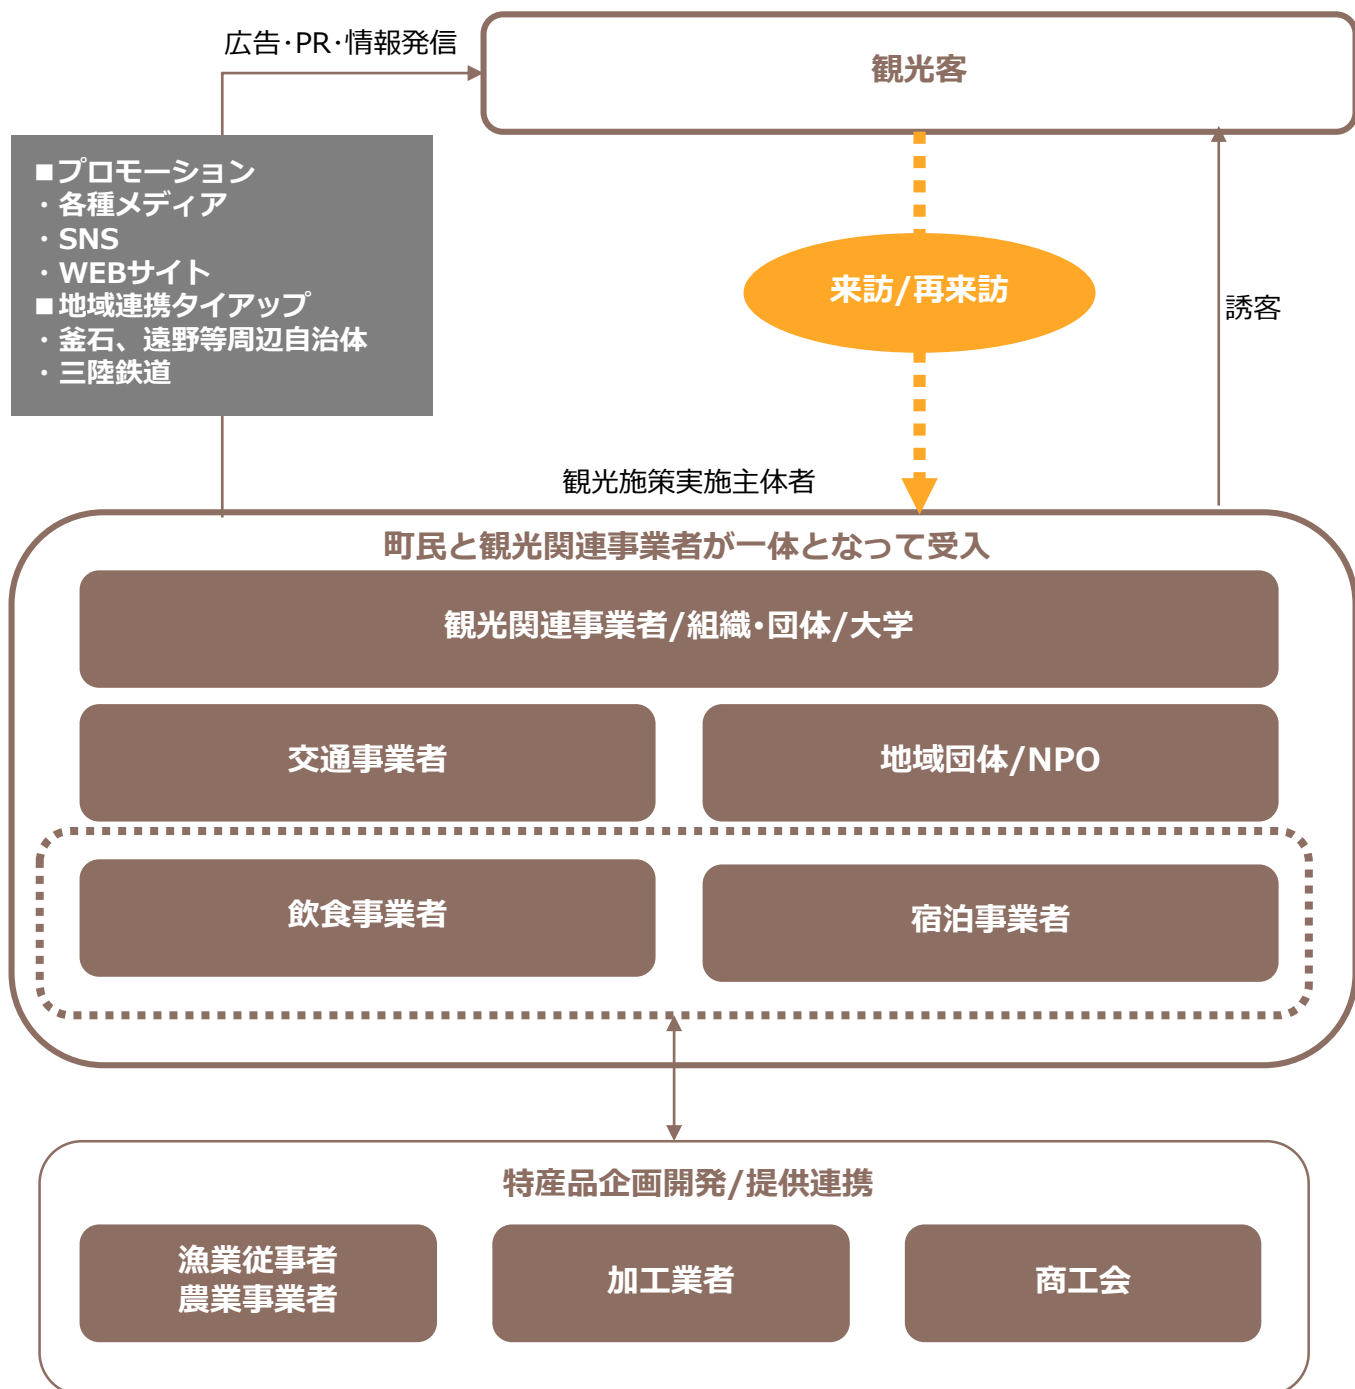 広告･PR･情報発信
観光客
■プロモーション
・各種メディア
・SNS
・WEBサイト
■地域連携タイアップ
・釜石、遠野等周辺自治体
・三陸鉄道
来訪/再来訪
誘客
観光施策実施主体者
町民と観光関連事業者が一体となって受入
観光関連事業者/組織･団体/大学
交通事業者
地域団体/NPO
飲食事業者
宿泊事業者
特産品企画開発/提供連携
漁業従事者
農業事業者
加工業者
商工会